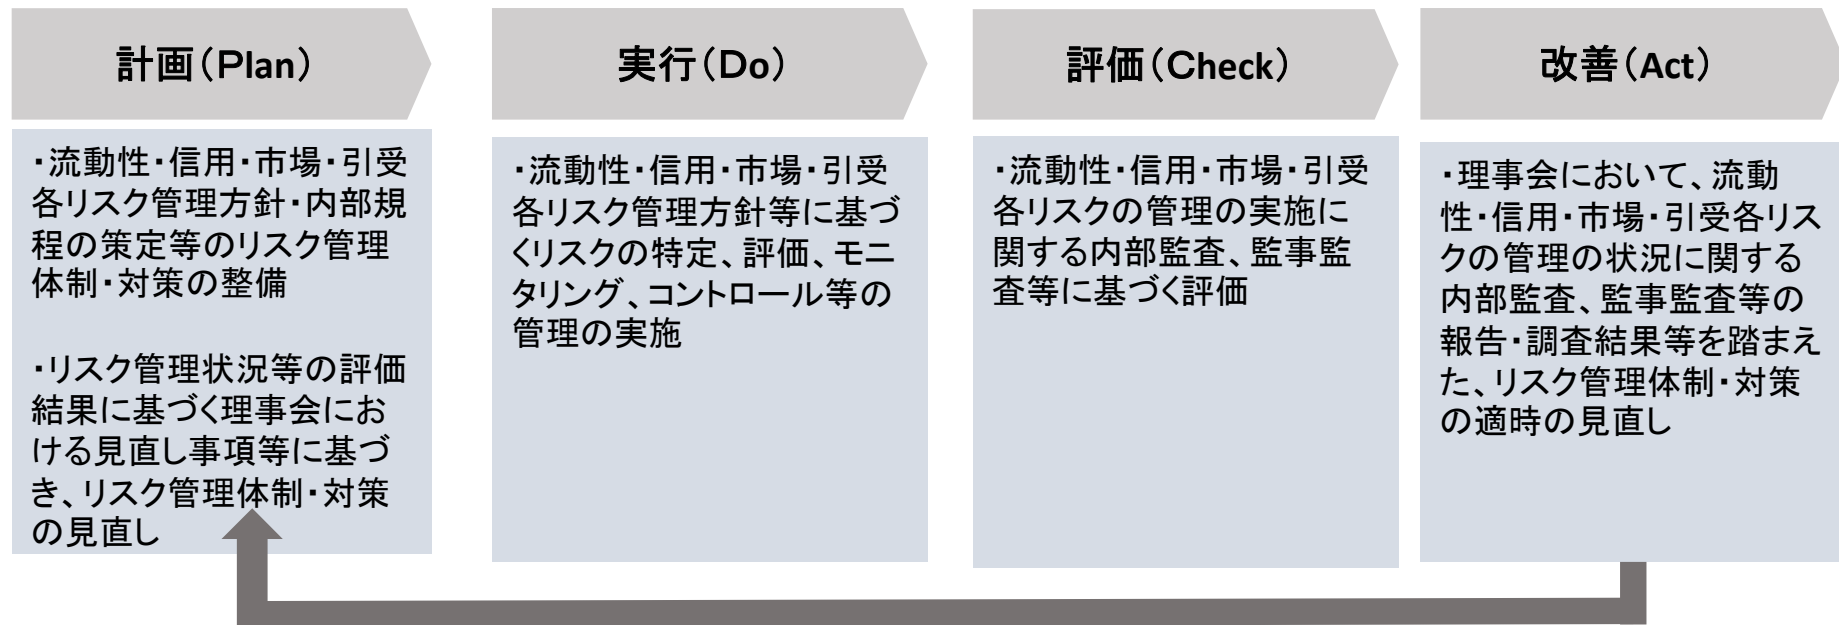 計画（Plan）
・流動性・信用・市場・引受
各リスク管理方針・内部規
程の策定等のリスク管理
体制・対策の整備
・リスク管理状況等の評価
結果に基づく理事会にお
ける見直し事項等に基づ
き、リスク管理体制・対策
の見直し
実行（Do）
・流動性・信用・市場・引受
各リスク管理方針等に基づ
くリスクの特定、評価、モニ
タリング、コントロール等の
管理の実施
評価（Check）
・流動性・信用・市場・引受
各リスクの管理の実施に
関する内部監査、監事監
査等に基づく評価
改善（Act）
・理事会において、流動
性・信用・市場・引受各リス
クの管理の状況に関する
内部監査、監事監査等の
報告・調査結果等を踏まえ
た、リスク管理体制・対策
の適時の見直し